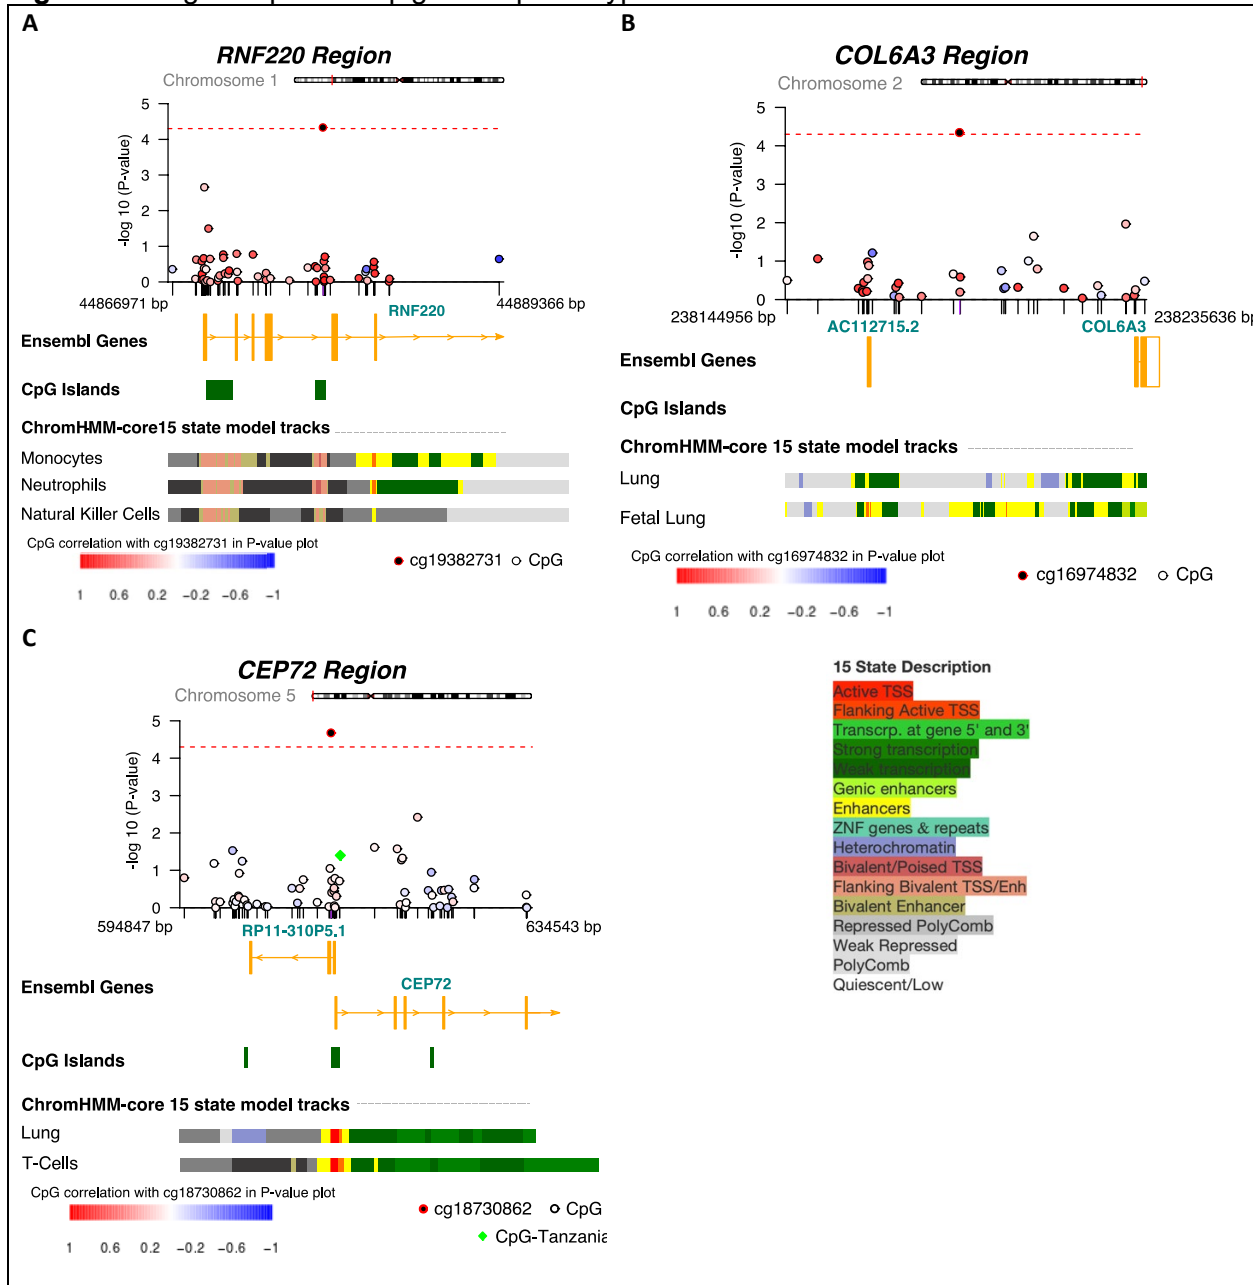 A
RNF220 Region
Chromosome 1
-log 10 (P-value)
5
4
3
2
1
0
44866971 bp
44889366 bp
RNF220
Ensembl Genes
CpG Islands
ChromHMM-core15 state model tracks
Monocytes
Neutrophils
Natural Killer Cells
CpG correlation with cg19382731 in P-value plot
1 0.6 0.2 -0.2 -0.6 -1
cg19382731 CpG
B
COL6A3 Region
Chromosome 2
-log10 (P-value)
5
4
3
2
1
0
238144956 bp
238235636 bp
AC112715.2 COL6A3
Ensembl Genes
CpG Islands
ChromHMM-core 15 state model tracks
Lung
Fetal Lung
CpG correlation with cg16974832 in P-value plot
1 0.6 0.2 -0.2 -0.6 -1
cg16974832 CpG
C
CEP72 Region
Chromosome 5
-log 10 (P-value)
5
4
3
2
1
0
594847 bp
634543 bp
RP11-310P5.1
CEP72
Ensembl Genes
CpG Islands
ChromHMM-core 15 state model tracks
Lung
T-Cells
CpG correlation with cg18730862 in P-value plot
1 0.6 0.2 -0.2 -0.6 -1
cg18730862 CpG
CpG-Tanzania
15 State Description
Active TSS
Flanking Active TSS
Transcrp. at gene 5' and 3'
Strong transcription
Weak transcription
Genic enhancers
Enhancers
ZNF genes & repeats
Heterochromatin
Bivalent/Poised TSS
Flanking Bivalent TSS/Enh
Bivalent Enhancer
Repressed PolyComb
Weak Repressed
PolyComb
Quiescent/Low